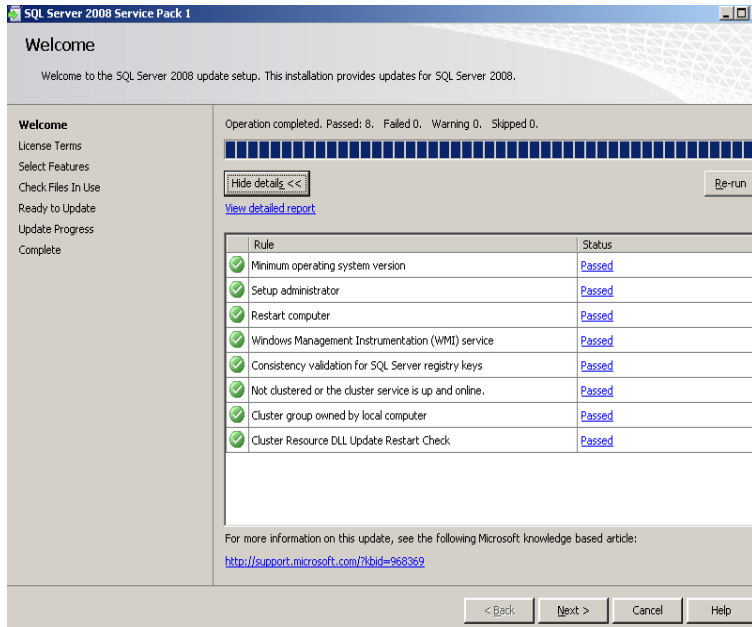 SQL Server 2008 Service Pack 1
Welcome
Welcome to the SQL Server 2008 update setup. This installation provides updates for SQL Server 2008.
Welcome
License Terms
Select Features
Check Files In Use
Ready to Update
Update Progress
Complete
Operation completed. Passed: 8. Failed 0. Warning 0. Skipped 0.
Hide details <<
Re-run
View detailed report
Rule Status
Minimum operating system version Passed
Setup administrator Passed
Restart computer Passed
Windows Management Instrumentation (WMI) service Passed
Consistency validation for SQL Server registry keys Passed
Not clustered or the cluster service is up and online. Passed
Cluster group owned by local computer Passed
Cluster Resource DLL Update Restart Check Passed
For more information on this update, see the following Microsoft knowledge based article:
http://support.microsoft.com/?kbid=968369
< Back Next > Cancel Help